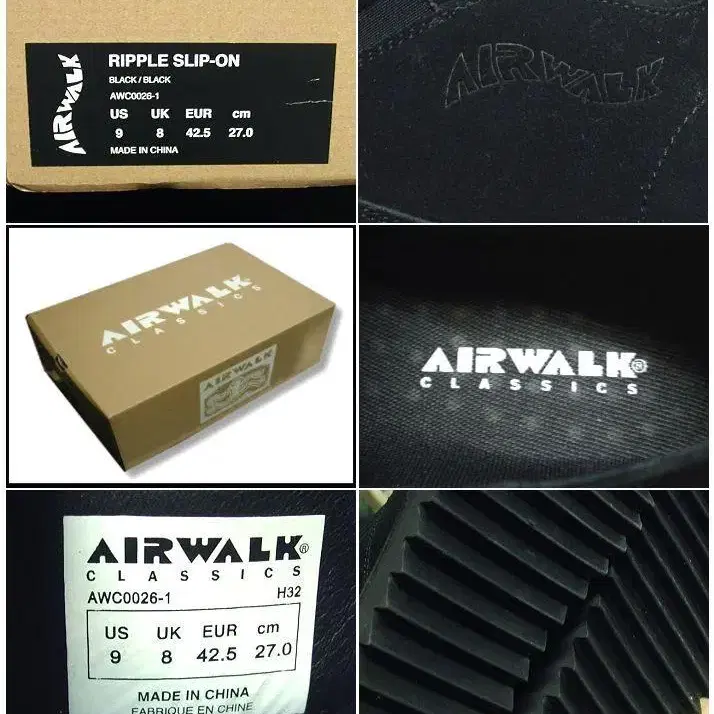 AIRWALK
RIPPLE SLIP-ON
BLACK/BLACK
AWC0026-1
US UK EUR cm
9 8 42.5 27.0
MADE IN CHINA
AIRWALK
AIRWALK®
CLASSICS
AIRWALK
AIRWALK®
CLASSICS
AIRWALK®
CLASSICS
AWC0026-1 H32
US UK EUR cm
9 8 42.5 27.0
MADE IN CHINA
FABRIQUE EN CHINE